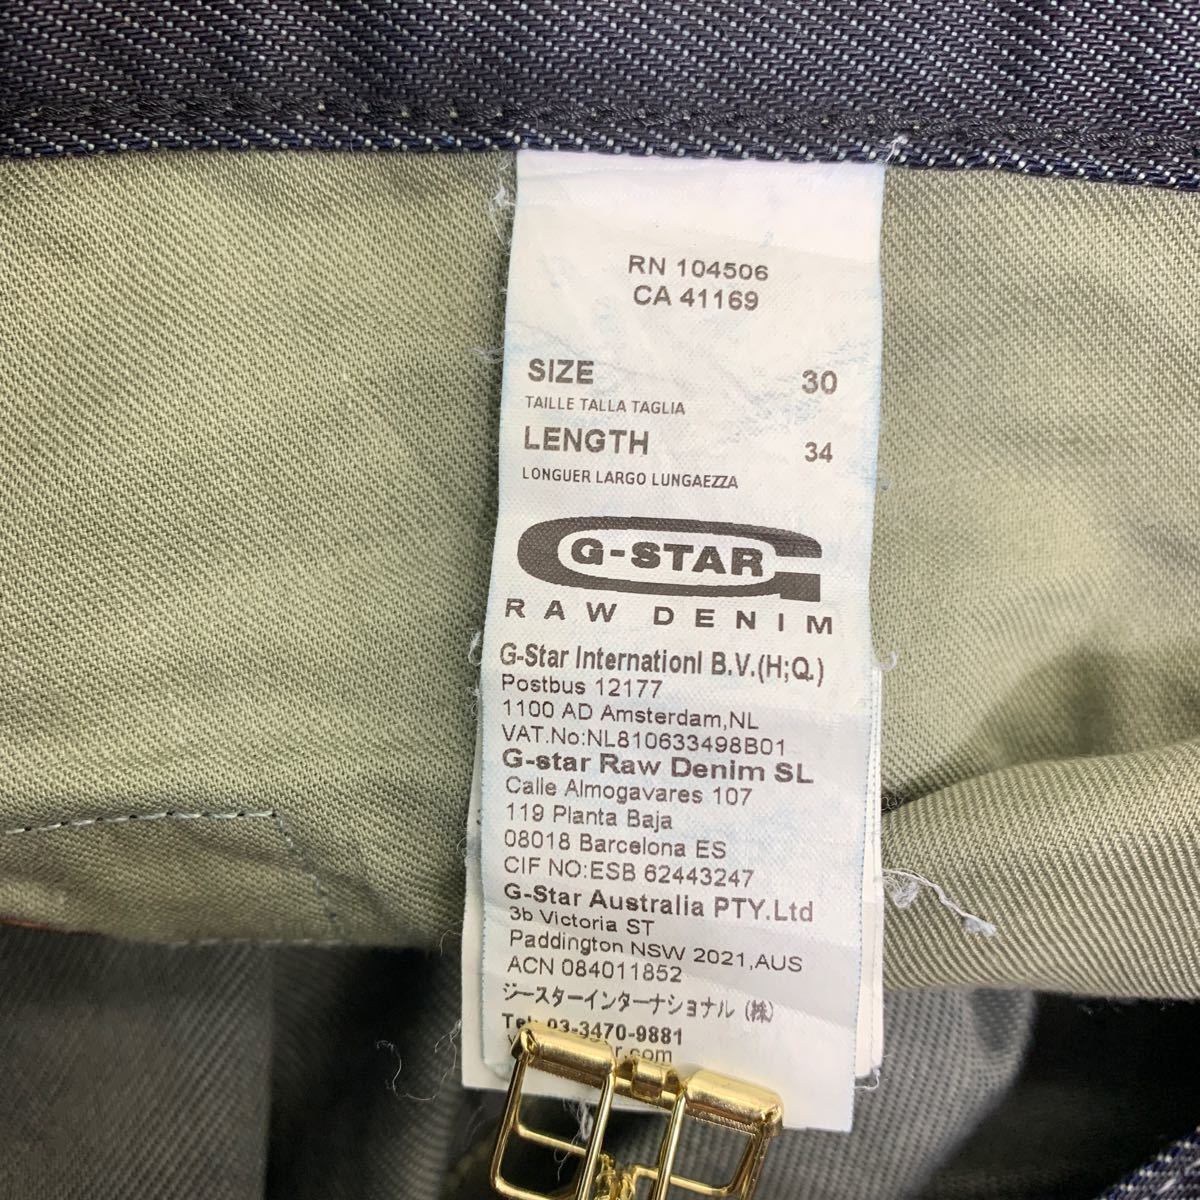 RN 104506
CA 41169
SIZE 30
TAILLE TALLA TAGLIA
LENGTH 34
LONGUER LARGO LUNGAEZZA
G-STAR
RAW DENIM
G-Star Internationl B.V.(H;Q.)
Postbus 12177
1100 AD Amsterdam,NL
VAT.No:NL810633498B01
G-star Raw Denim SL
Calle Almogavares 107
119 Planta Baja
08018 Barcelona ES
CIF NO:ESB 62443247
G-Star Australia PTY.Ltd
3b Victoria ST
Paddington NSW 2021,AUS
ACN 084011852
ジースターインターナショナル(株)
Tel: 03-3470-9881